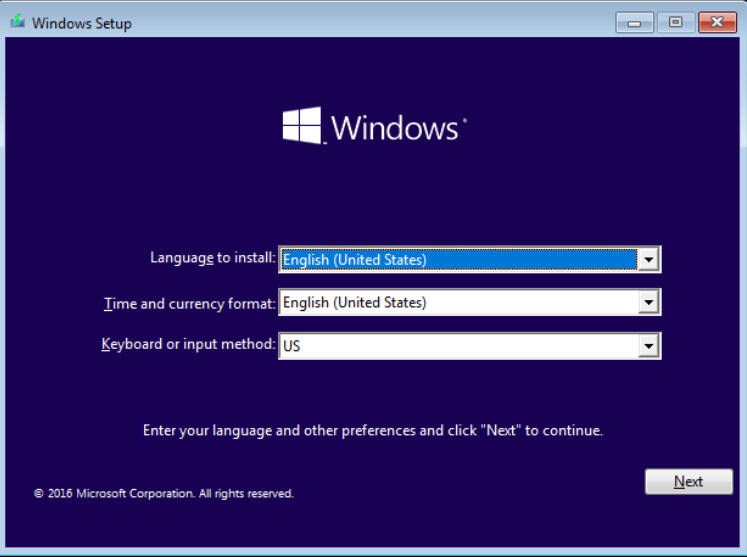 Windows Setup
Windows
Language to install: English (United States)
Time and currency format: English (United States)
Keyboard or input method: US
Enter your language and other preferences and click "Next" to continue.
Next
© 2016 Microsoft Corporation. All rights reserved.